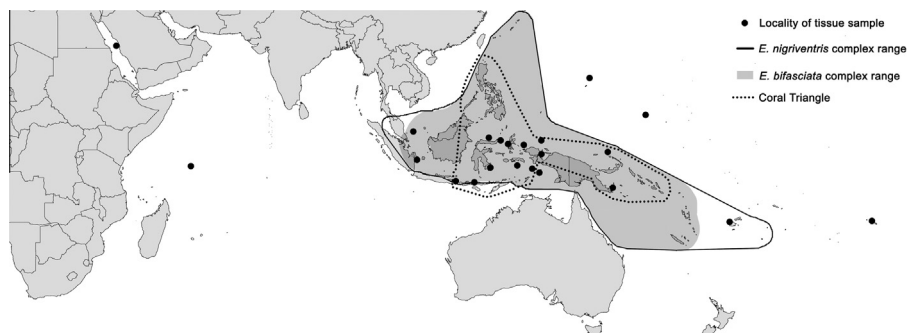 Locality of tissue sample
E. nigriventris complex range
E. bifasciata complex range
Coral Triangle